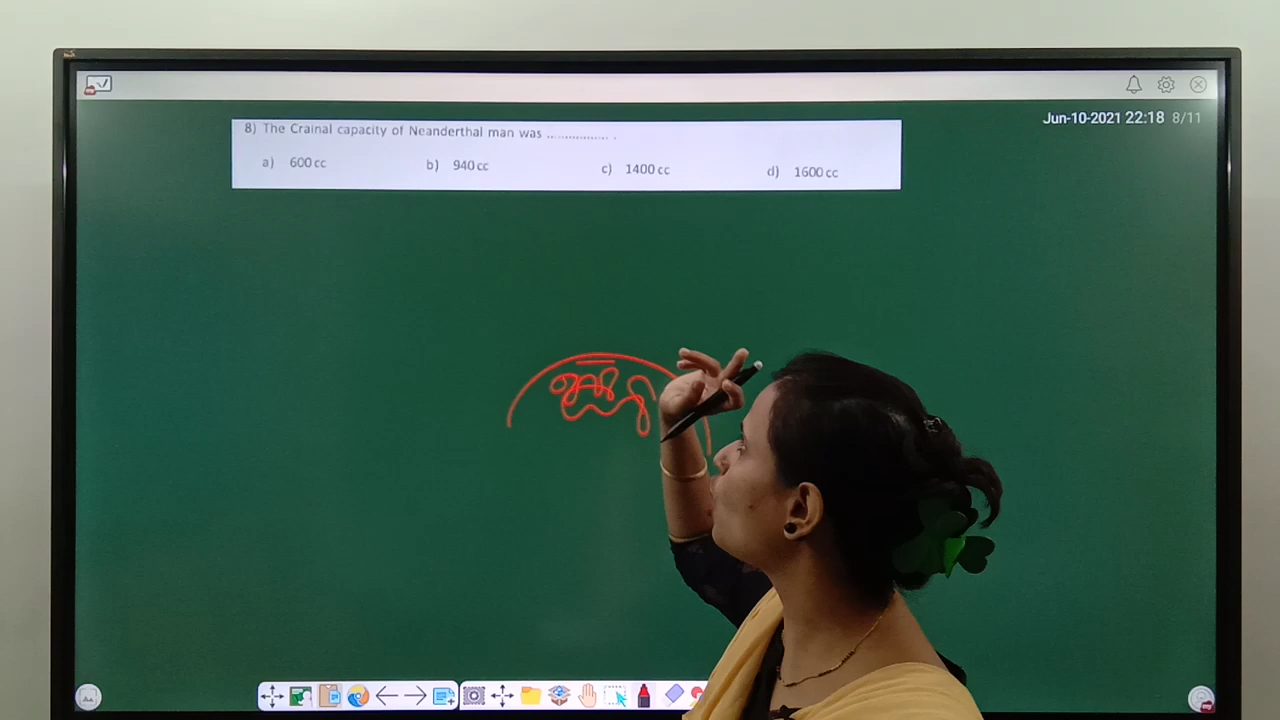 Jun-10-2021 22:18 8/11
8) The Crainal capacity of Neanderthal man was ................ .
a) 600 cc b) 940 cc c) 1400 cc d) 1600 cc